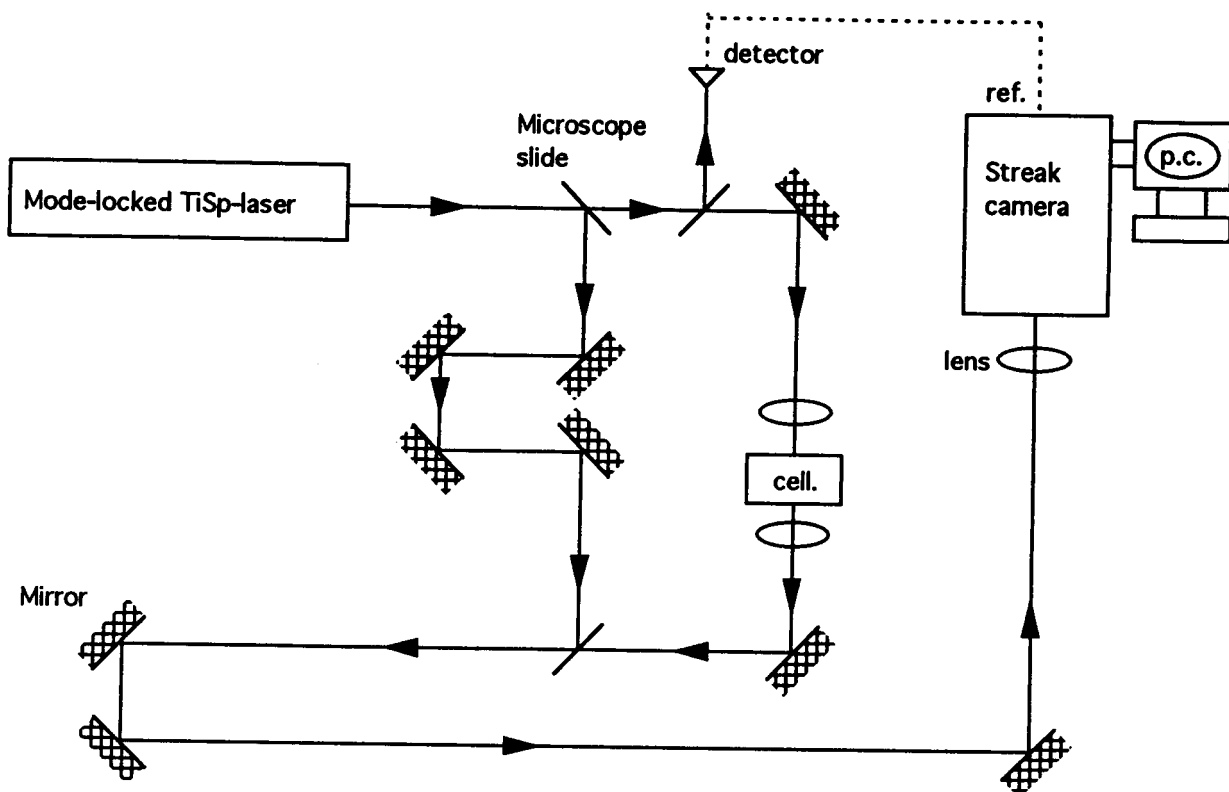 detector
ref.
Microscope
slide
p.c.
Streak
camera
Mode-locked TiSp-laser
lens
cell.
Mirror